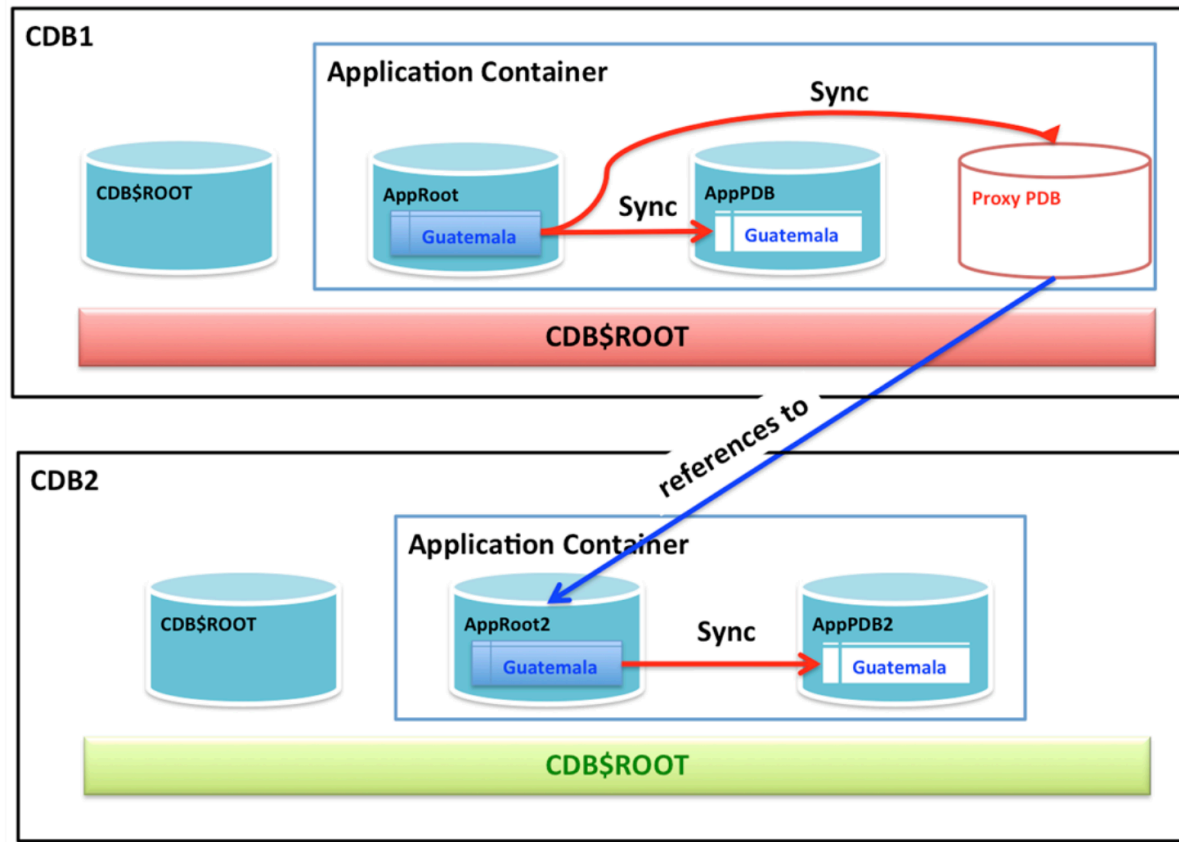 CDB1
Application Container
Sync
CDB$ROOT
AppRoot
AppPDB
Proxy PDB
Guatemala
Sync
Guatemala
CDB$ROOT
references to
CDB2
Application Container
CDB$ROOT
AppRoot2
Sync
AppPDB2
Guatemala
Guatemala
CDB$ROOT